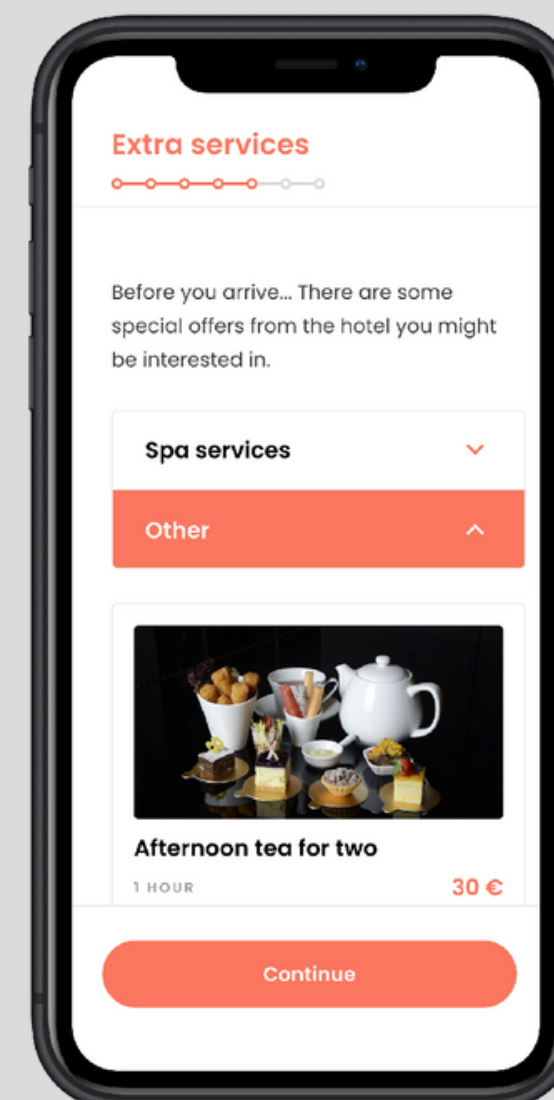 Extra services
Before you arrive... There are some
special offers from the hotel you might
be interested in.
Spa services
Other
Afternoon tea for two
1 HOUR
30 €
Continue